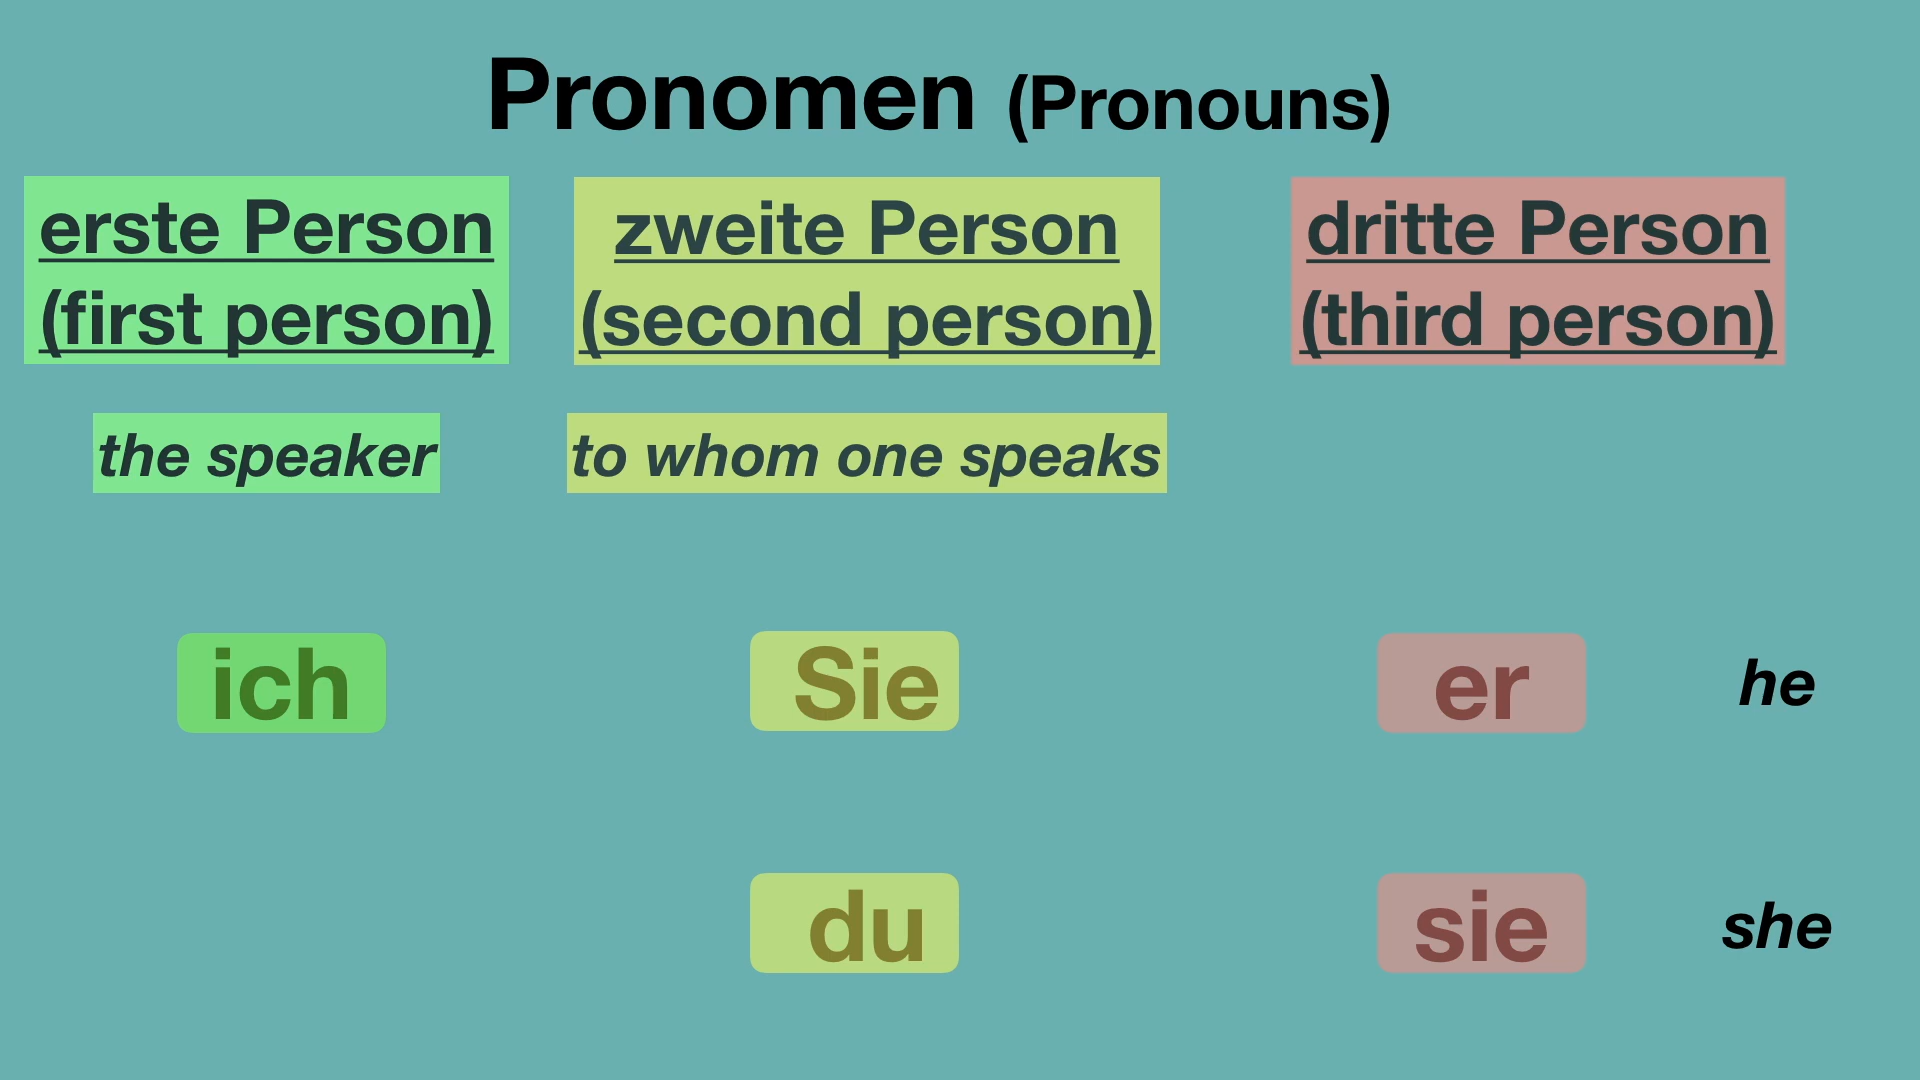 Pronomen (Pronouns)
erste Person
(first person)
zweite Person
(second person)
dritte Person
(third person)
the speaker
to whom one speaks
ich
Sie
er
he
du
sie
she